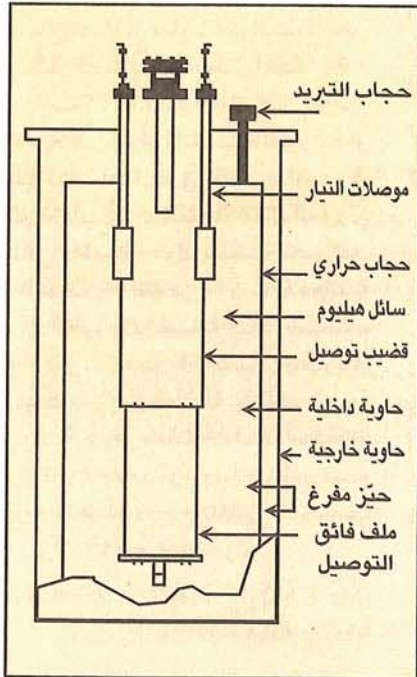 حجاب التبريد
موصلات التيار
حجاب حراري
سائل هيليوم
قضيب توصيل
حاوية داخلية
حاوية خارجية
حيّز مفرغ
ملف فائق
التوصيل